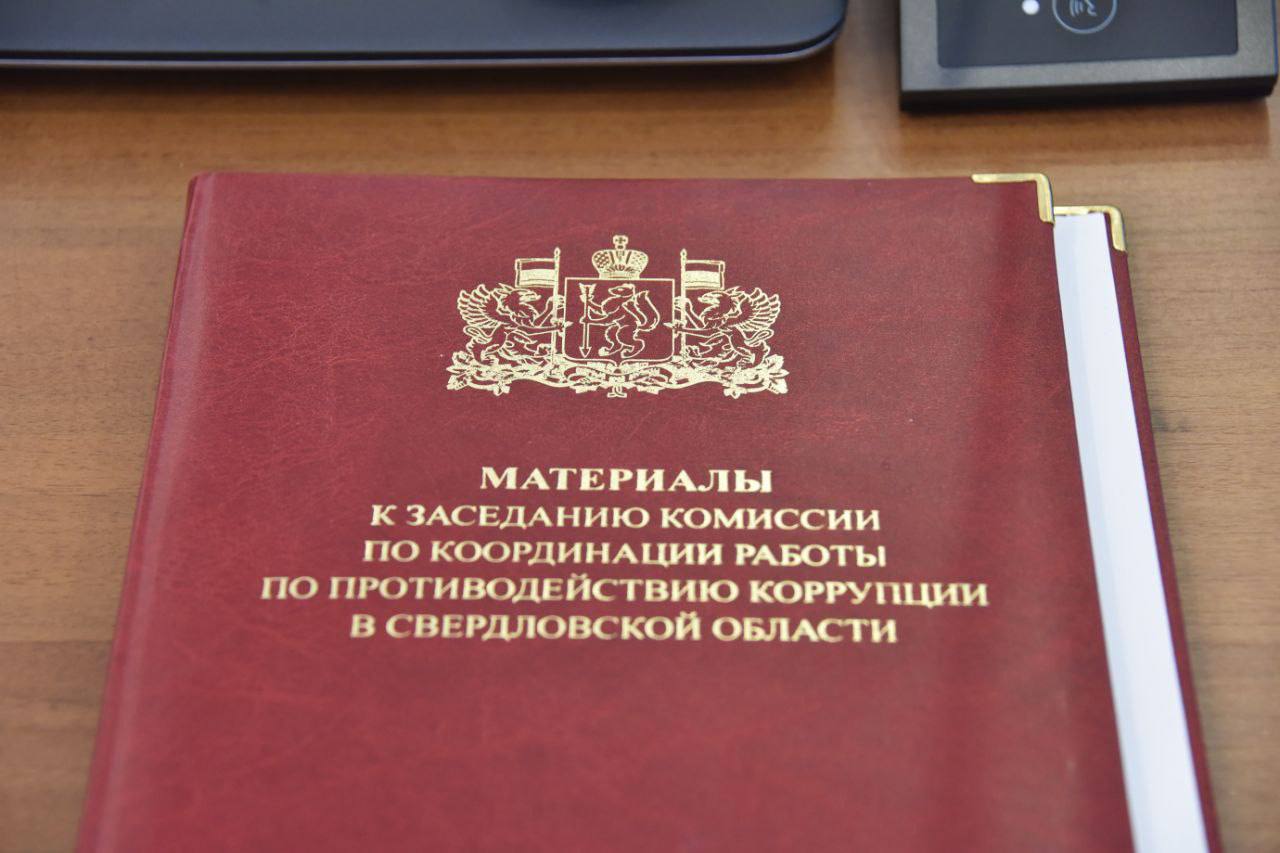 МАТЕРИАЛЫ
К ЗАСЕДАНИЮ КОМИССИИ
ПО КООРДИНАЦИИ РАБОТЫ
ПО ПРОТИВОДЕЙСТВИЮ КОРРУПЦИИ
В СВЕРДЛОВСКОЙ ОБЛАСТИ